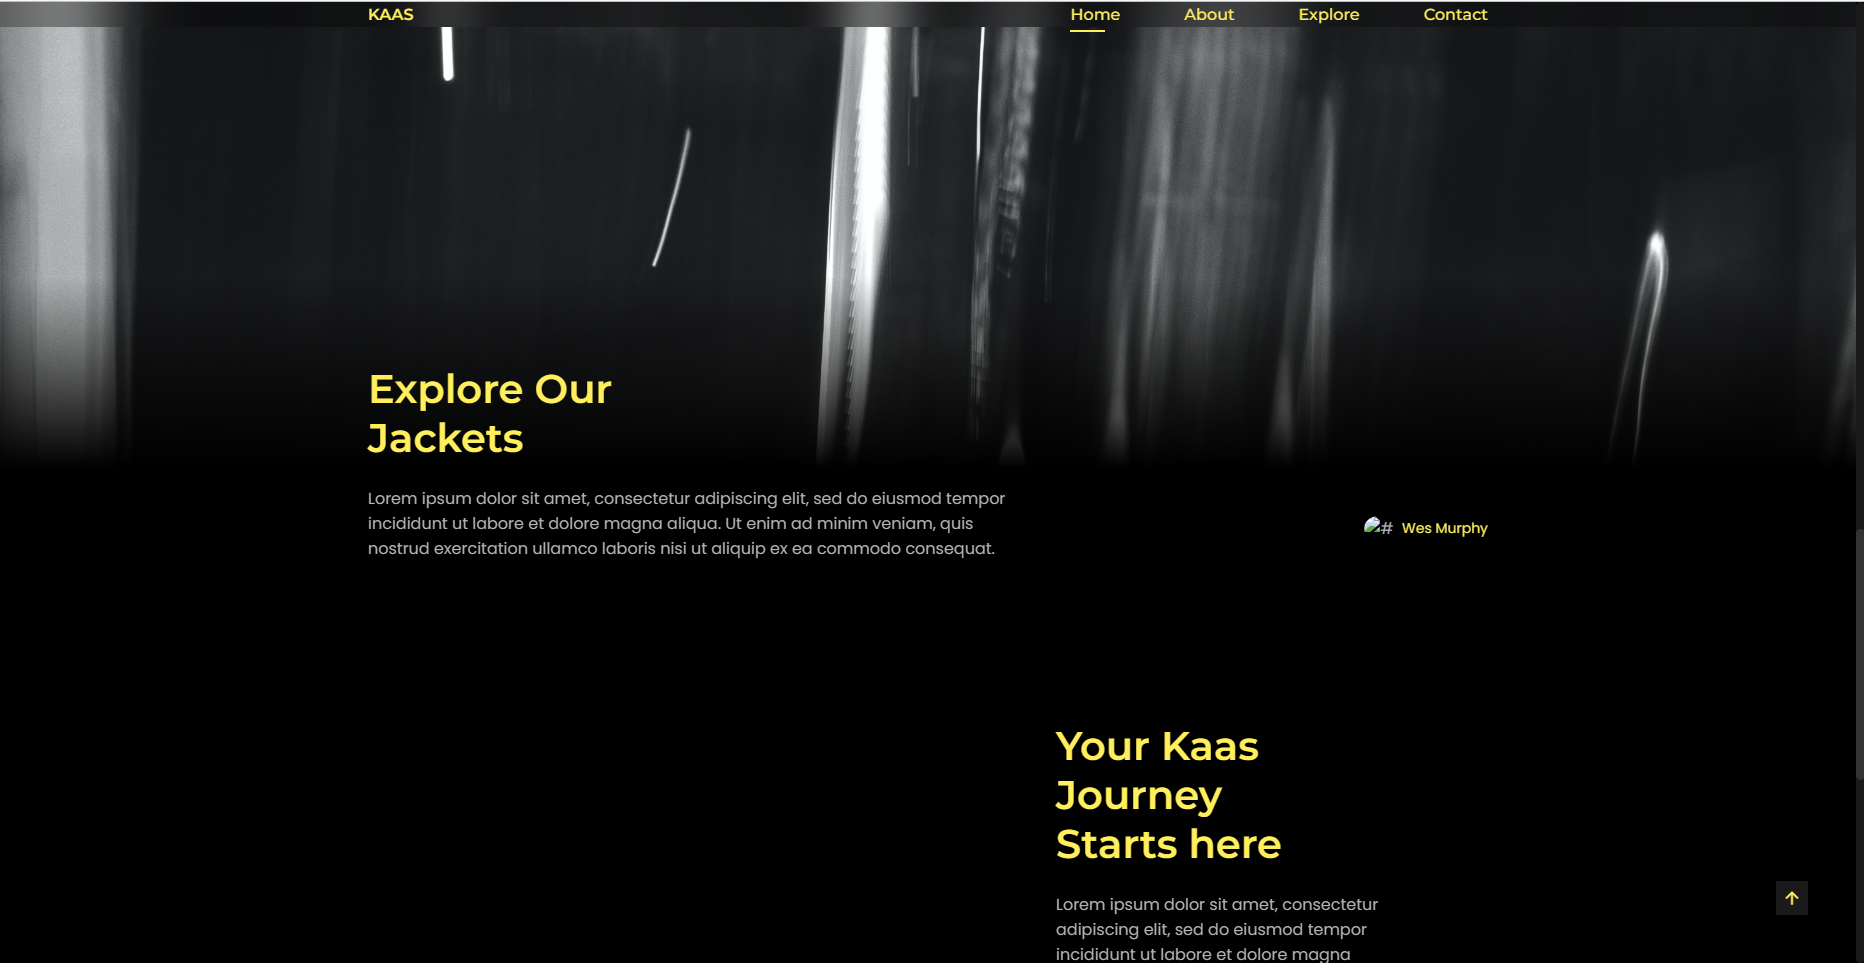 KAAS
Home
About
Explore
Contact
Explore Our
Jackets
Lorem ipsum dolor sit amet, consectetur adipiscing elit, sed do eiusmod tempor
incididunt ut labore et dolore magna aliqua. Ut enim ad minim veniam, quis
nostrud exercitation ullamco laboris nisi ut aliquip ex ea commodo consequat.
# Wes Murphy
Your Kaas
Journey
Starts here
Lorem ipsum dolor sit amet, consectetur
adipiscing elit, sed do eiusmod tempor
incididunt ut labore et dolore magna